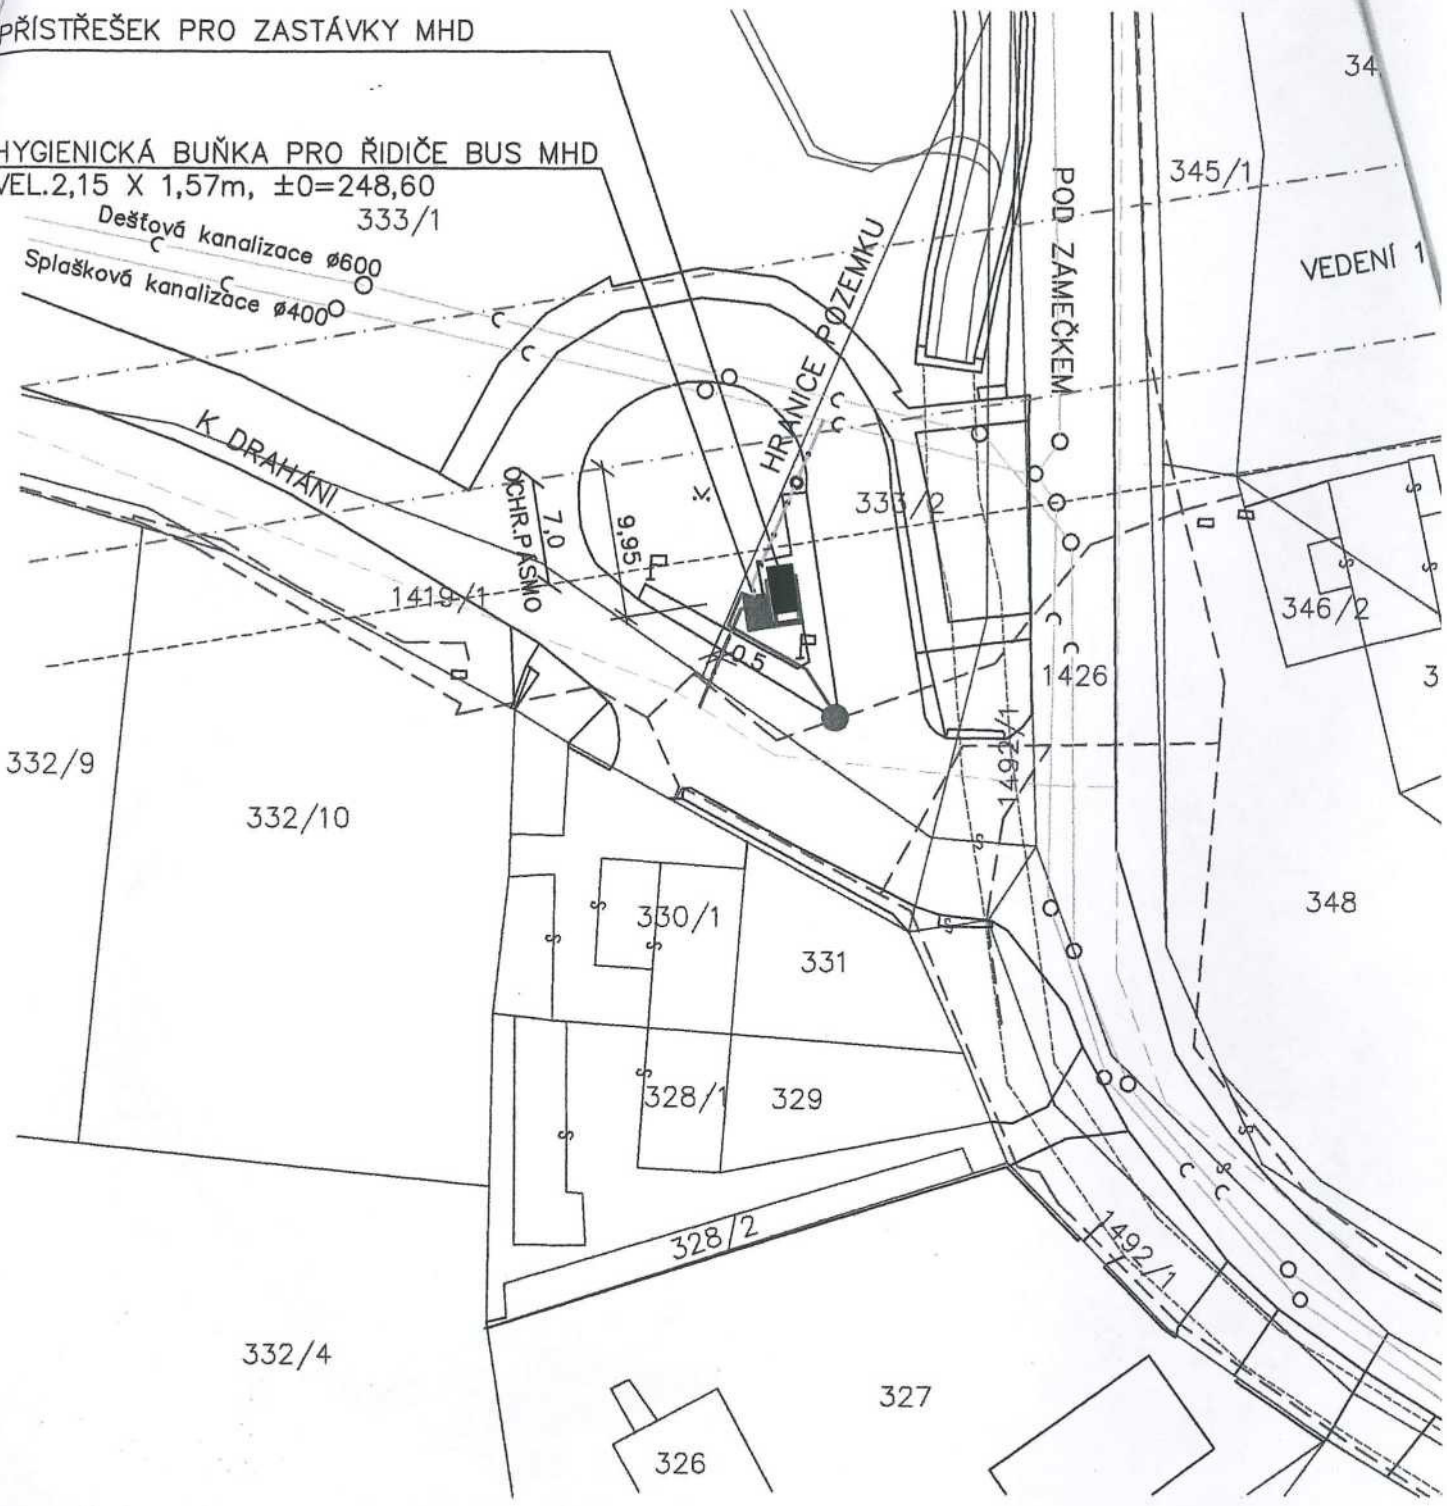 PŘÍSTŘEŠEK PRO ZASTÁVKY MHD
HYGIENICKÁ BUŇKA PRO ŘIDIČE BUS MHD
VEL.2,15 X 1,57m, ±0=248,60
333/1
Dešťová kanalizace ø600
Splašková kanalizace ø400
34
345/1
POD ZÁMEČKEM
VEDENÍ 1
HRANICE POZEMKU
K DRAHÁNI
OCHR.PÁSMO
7,0
9,95
333/2
1419/1
346/2
0,5
1426
3
1492/1
332/9
332/10
330/1
331
348
328/1
329
328/2
1492/1
332/4
327
326